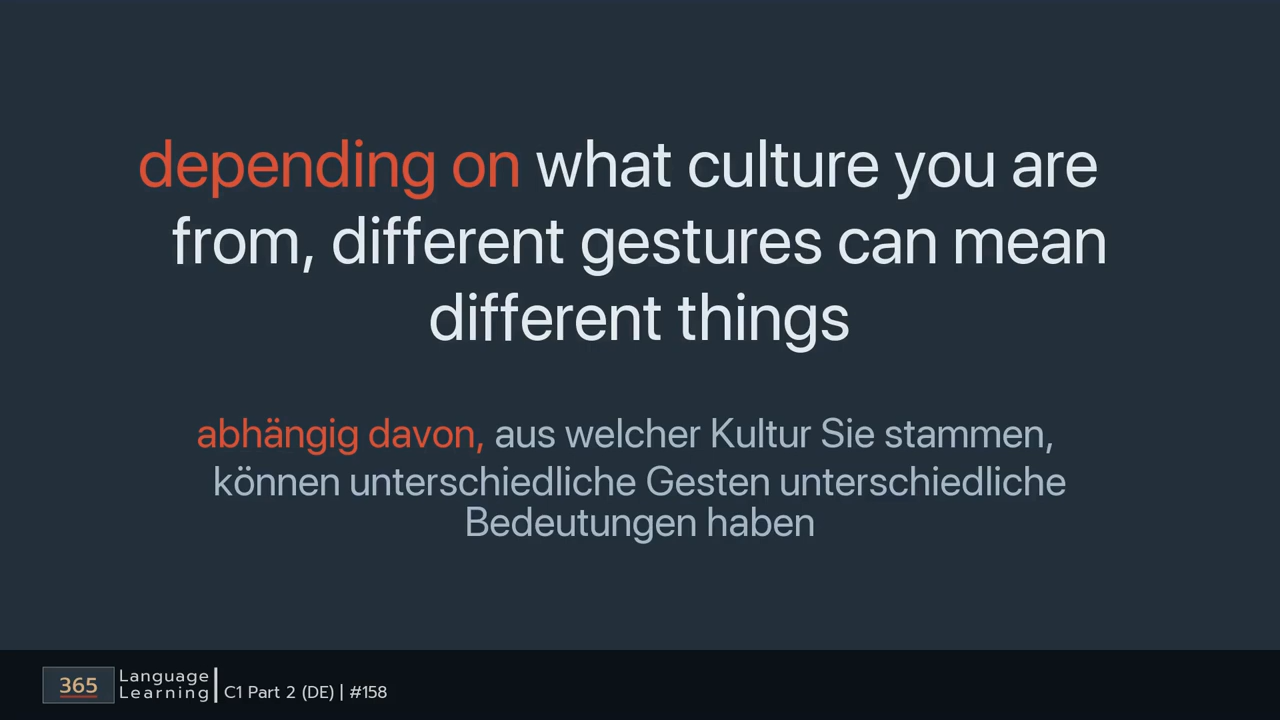 depending on what culture you are
from, different gestures can mean
different things
abhängig davon, aus welcher Kultur Sie stammen,
können unterschiedliche Gesten unterschiedliche
Bedeutungen haben
365 Language
Learning
C1 Part 2 (DE) | #158